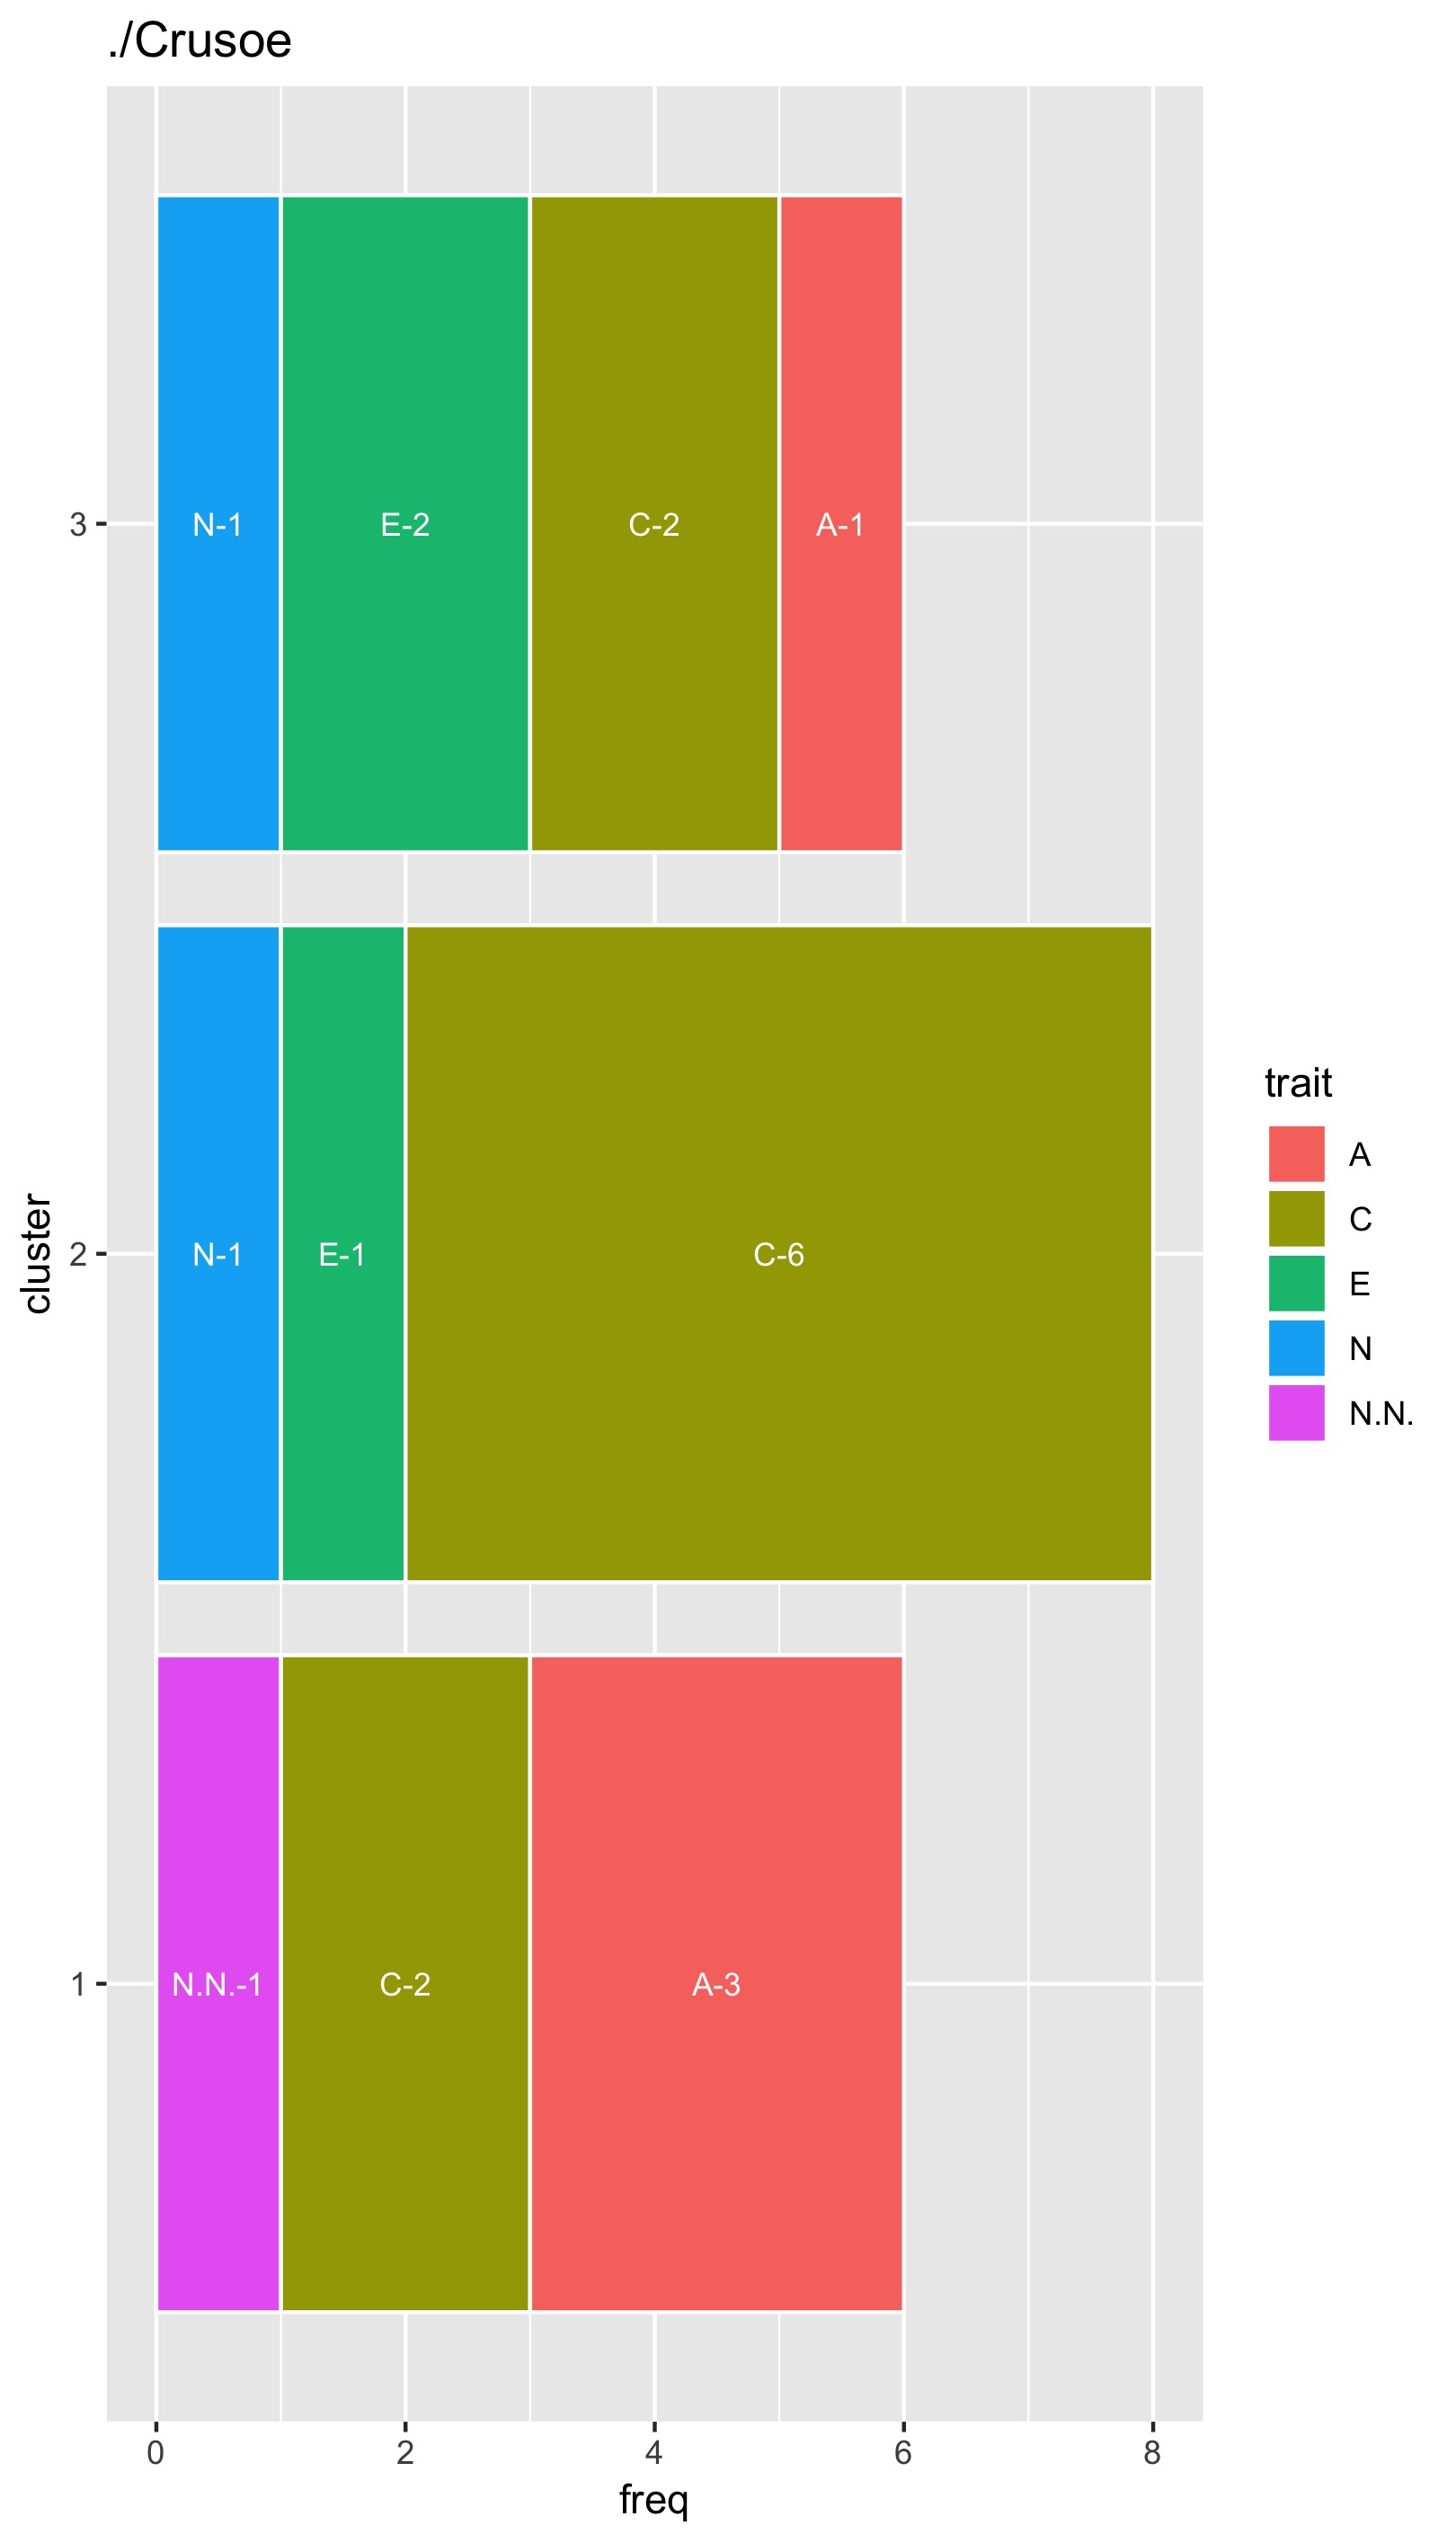 ./Crusoe
3
N-1
E-2
C-2
A-1
trait
A
C
E
N
N.N.
cluster
2
N-1
E-1
C-6
1
N.N.-1
C-2
A-3
0
2
4
6
8
freq